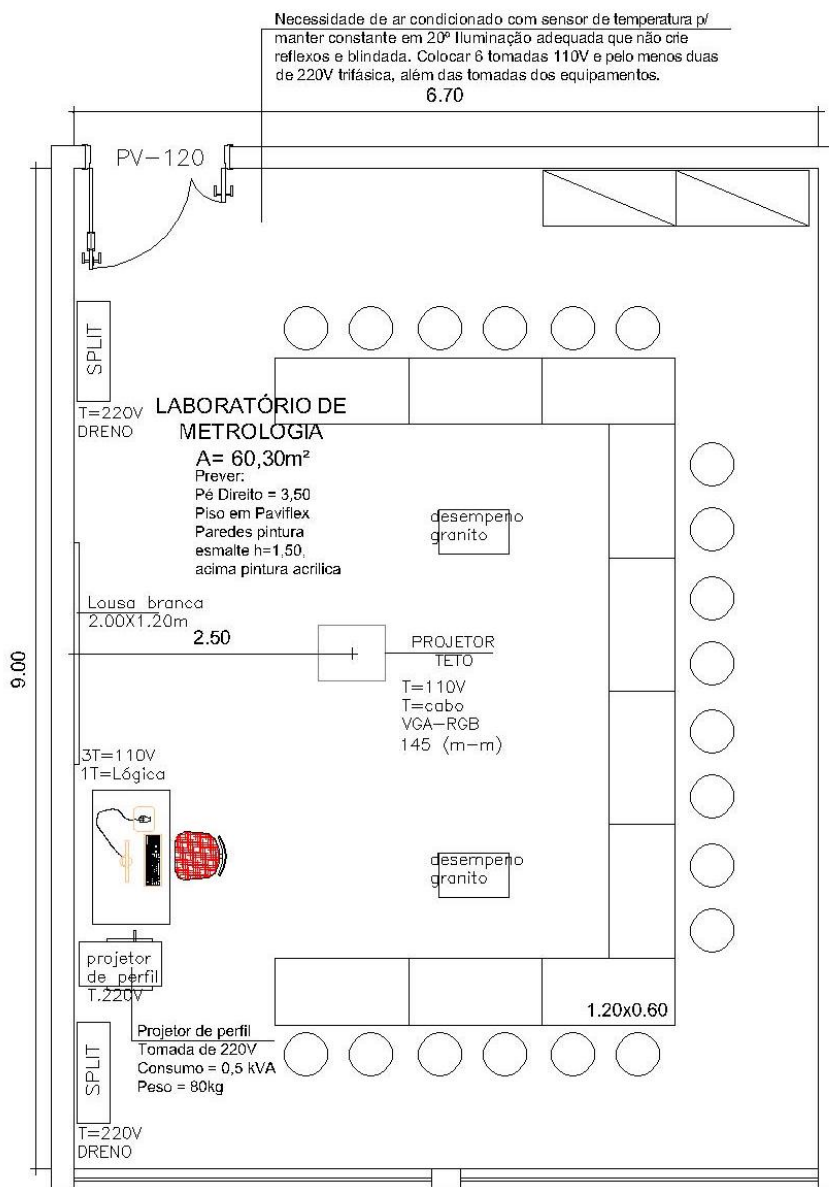 Necessidade de ar condicionado com sensor de temperatura p/
manter constante em 20º Iluminação adequada que não crie
reflexos e blindada. Colocar 6 tomadas 110V e pelo menos duas
de 220V trifásica, além das tomadas dos equipamentos.
6.70
PV-120
SPLIT
T=220V
DRENO
LABORATÓRIO DE
METROLOGIA
A= 60,30m²
Prever:
Pé Direito = 3,50
Piso em Paviflex
Paredes pintura
esmalte h=1,50,
acima pintura acrílica
desempeno
granito
Lousa branca
2.00X1.20m
2.50
9.00
PROJETOR
TETO
T=110V
T=cabo
VGA-RGB
145 (m-m)
3T=110V
1T=Lógica
desempeno
granito
projetor
de perfil
T.220V
1.20x0.60
Projetor de perfil
Tomada de 220V
Consumo = 0,5 kVA
Peso = 80kg
SPLIT
T=220V
DRENO